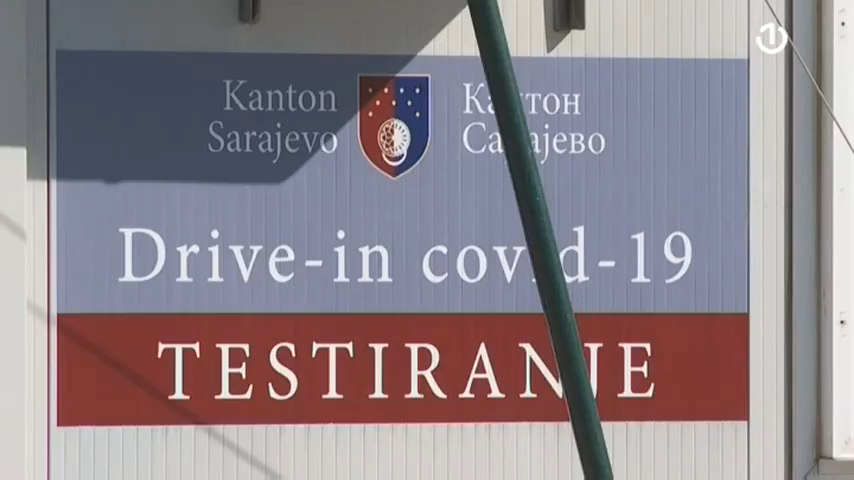 Kanton
Sarajevo
Кантон
Сарајево
Drive-in covid-19
TESTIRANJE